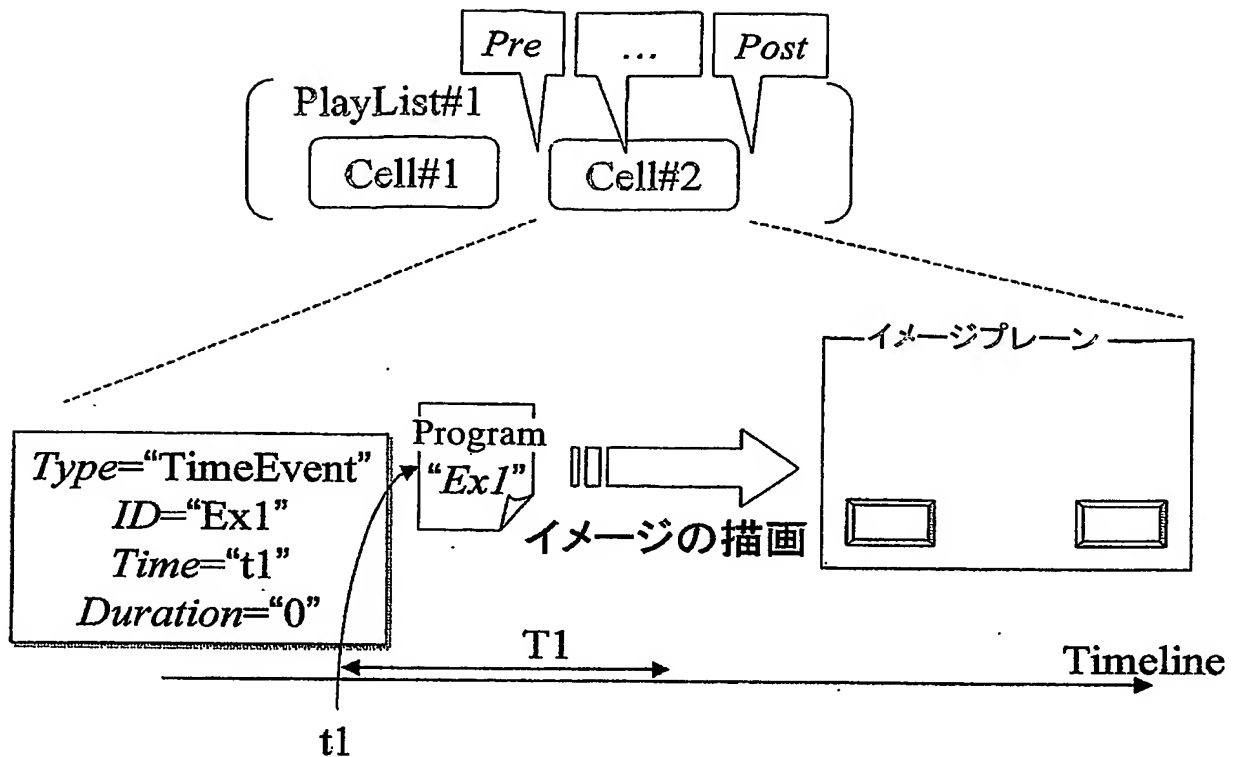 Pre
...
Post
PlayList#1
Cell#1
Cell#2
イメージプレーン
Type=“TimeEvent”
ID=“Ex1”
Time=“t1”
Duration=“0”
Program
“Ex1”
イメージの描画
T1
Timeline
t1